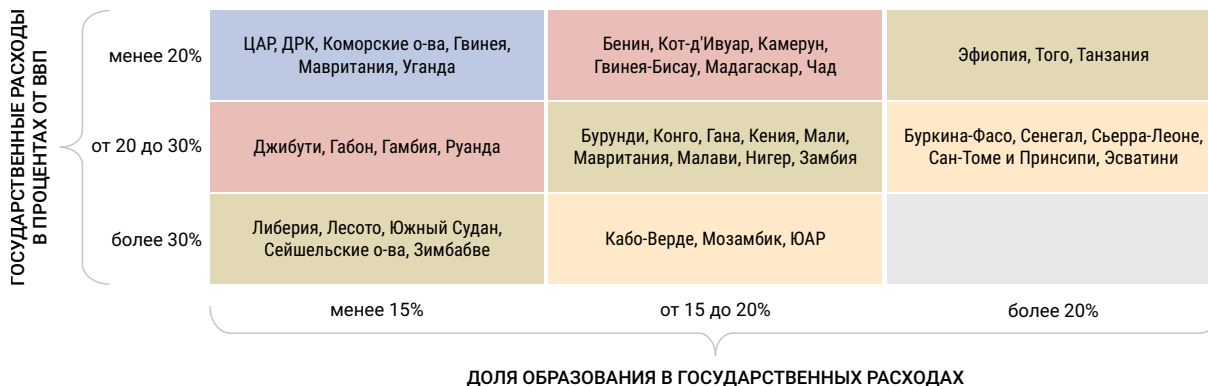 ГОСУДАРСТВЕННЫЕ РАСХОДЫ
В ПРОЦЕНТАХ ОТ ВВП
менее 20%
ЦАР, ДРК, Коморские о-ва, Гвинея,
Мавритания, Уганда
Бенин, Кот-д'Ивуар, Камерун,
Гвинея-Бисау, Мадагаскар, Чад
Эфиопия, Того, Танзания
от 20 до 30%
Джибути, Габон, Гамбия, Руанда
Бурунди, Конго, Гана, Кения, Мали,
Мавритания, Малави, Нигер, Замбия
Буркина-Фасо, Сенегал, Сьерра-Леоне,
Сан-Томе и Принсипи, Эсватини
более 30%
Либерия, Лесото, Южный Судан,
Сейшельские о-ва, Зимбабве
Кабо-Верде, Мозамбик, ЮАР
менее 15%
от 15 до 20%
более 20%
ДОЛЯ ОБРАЗОВАНИЯ В ГОСУДАРСТВЕННЫХ РАСХОДАХ